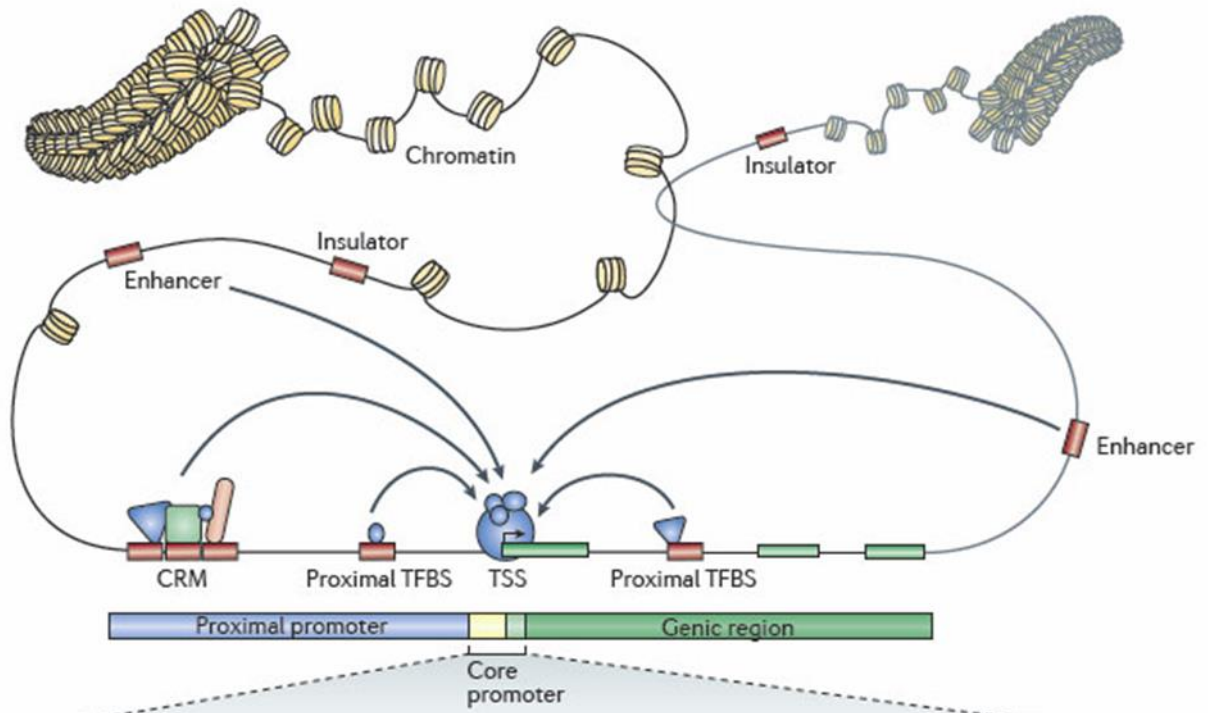 Chromatin
Insulator
Insulator
Enhancer
Enhancer
CRM
Proximal TFBS
TSS
Proximal TFBS
Proximal promoter
Genic region
Core
promoter